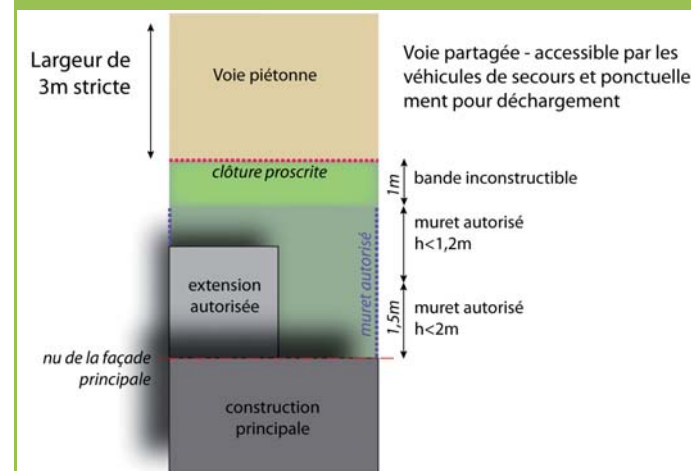 Largeur de
3m stricte
Voie piétonne
Voie partagée - accessible par les
véhicules de secours et ponctuelle
ment pour déchargement
clôture proscrite
1m
bande inconstructible
muret autorisé
h<1,2m
extension
autorisée
muret autorisé
1,5m
muret autorisé
h<2m
nu de la façade
principale
construction
principale